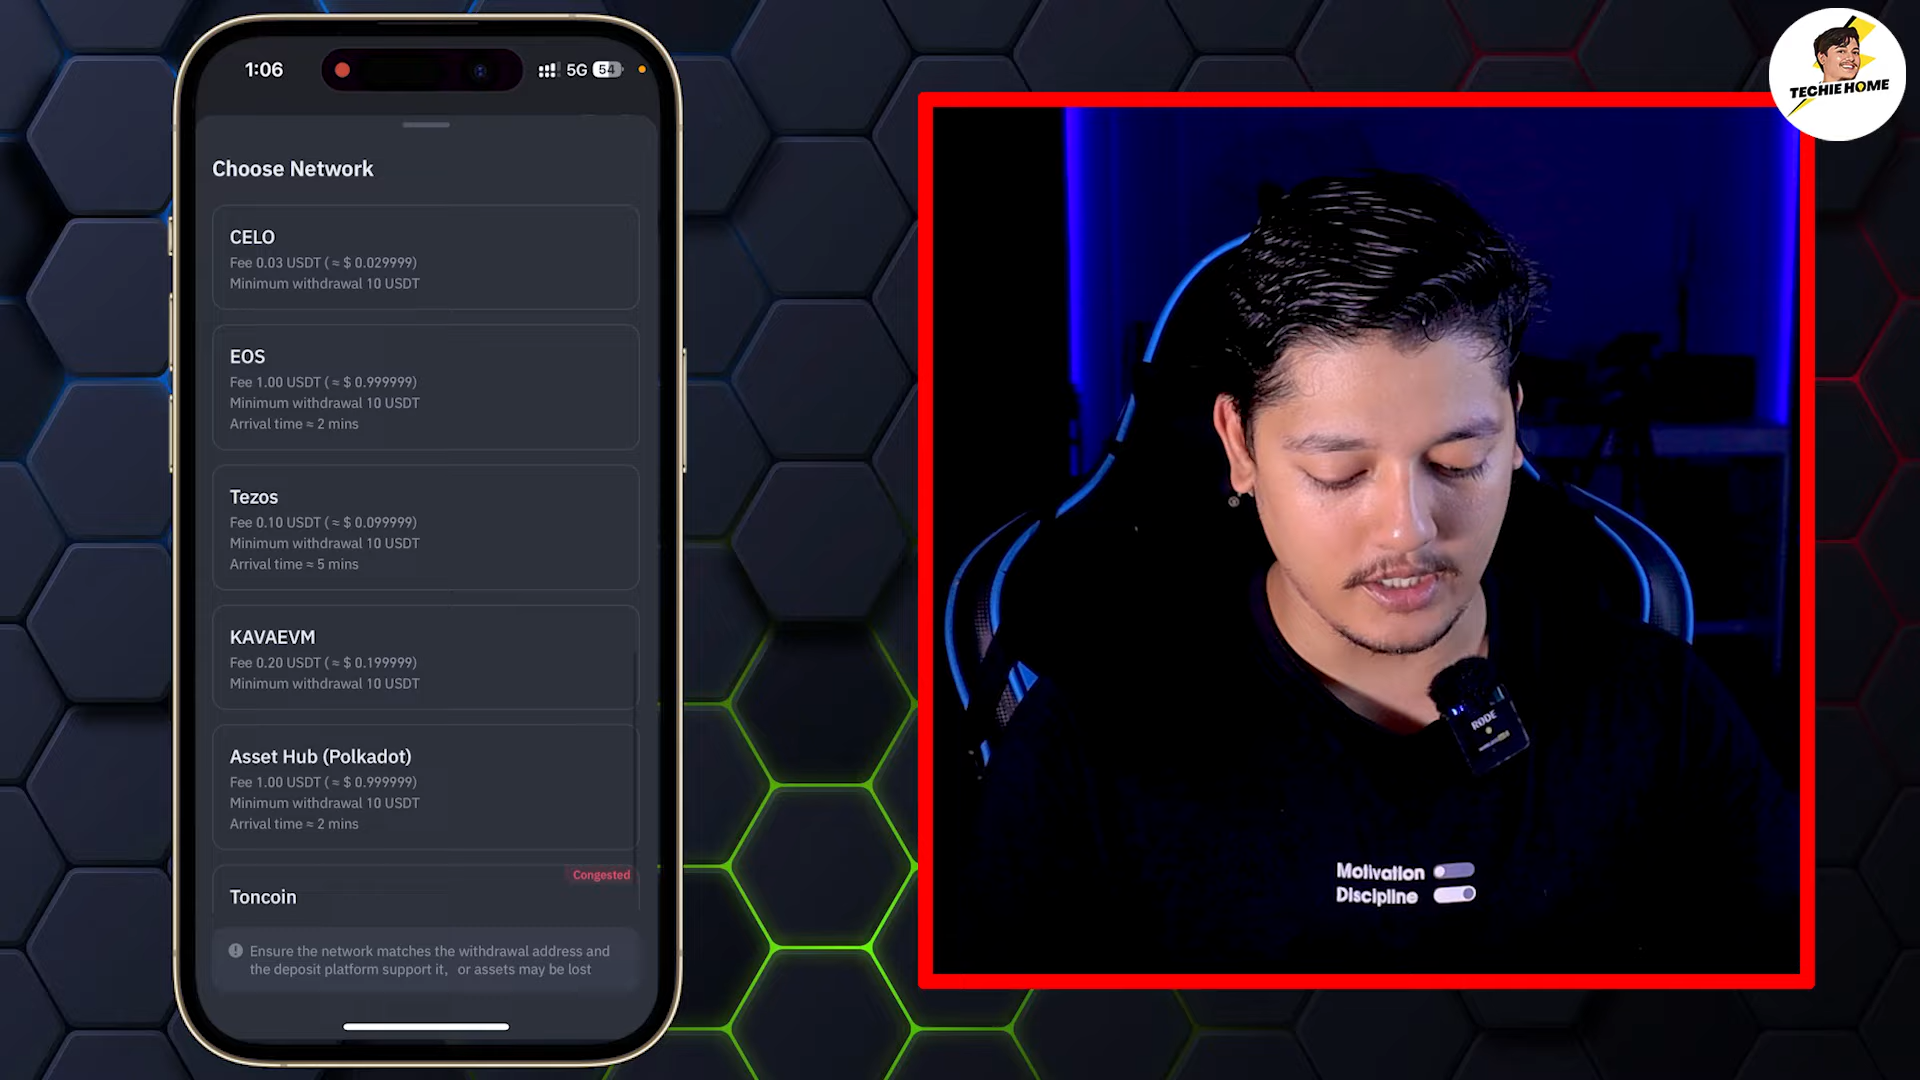 1:06
5G 54
Choose Network
CELO
Fee 0.03 USDT ( ≈ $ 0.029999)
Minimum withdrawal 10 USDT
EOS
Fee 1.00 USDT ( ≈ $ 0.999999)
Minimum withdrawal 10 USDT
Arrival time ≈ 2 mins
Tezos
Fee 0.10 USDT ( ≈ $ 0.099999)
Minimum withdrawal 10 USDT
Arrival time ≈ 5 mins
KAVAEVM
Fee 0.20 USDT ( ≈ $ 0.199999)
Minimum withdrawal 10 USDT
Asset Hub (Polkadot)
Fee 1.00 USDT ( ≈ $ 0.999999)
Minimum withdrawal 10 USDT
Arrival time ≈ 2 mins
Congested
Toncoin
Ensure the network matches the withdrawal address and
the deposit platform support it, or assets may be lost
TECHIE HOME
RODE
Motivation
Discipline